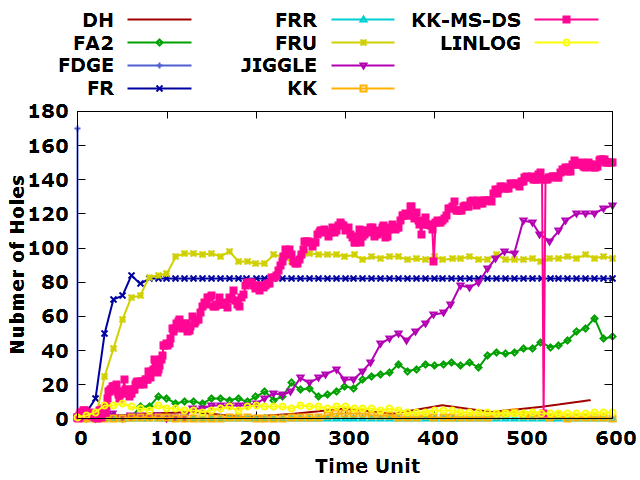 DH FRR KK-MS-DS
FA2 FRU LINLOG
FDGE JIGGLE
FR KK
180
160
140
120
100
80
60
40
20
0
0 100 200 300 400 500 600
Nubmer of Holes
Time Unit